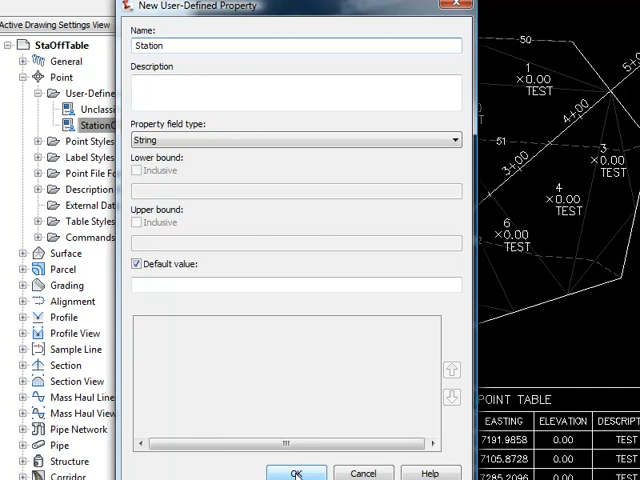 New User-Defined Property
Active Drawing Settings View
Name:
Station
Description
Property field type:
String
Lower bound:
Inclusive
Upper bound:
Inclusive
Default value:
OK
Cancel
Help
StaOffTable
General
Point
User-Define
Unclassi
Point Styles
Label Styles
Point File Fo
Description
External Dat
Table Styles
Commands
Surface
Parcel
Grading
Alignment
Profile
Profile View
Sample Line
Section
Section View
Mass Haul Line
Mass Haul View
Pipe Network
Pipe
Structure
Corridor
50
1
×0.00
TEST
4+00
51
3+00
3
×0.00
TEST
4
×0.00
TEST
6
×0.00
TEST
POINT TABLE
EASTING ELEVATION DESCRIPT
7191.9858 0.00 TEST
7105.8728 0.00 TEST
7285.2096 0.00 TEST